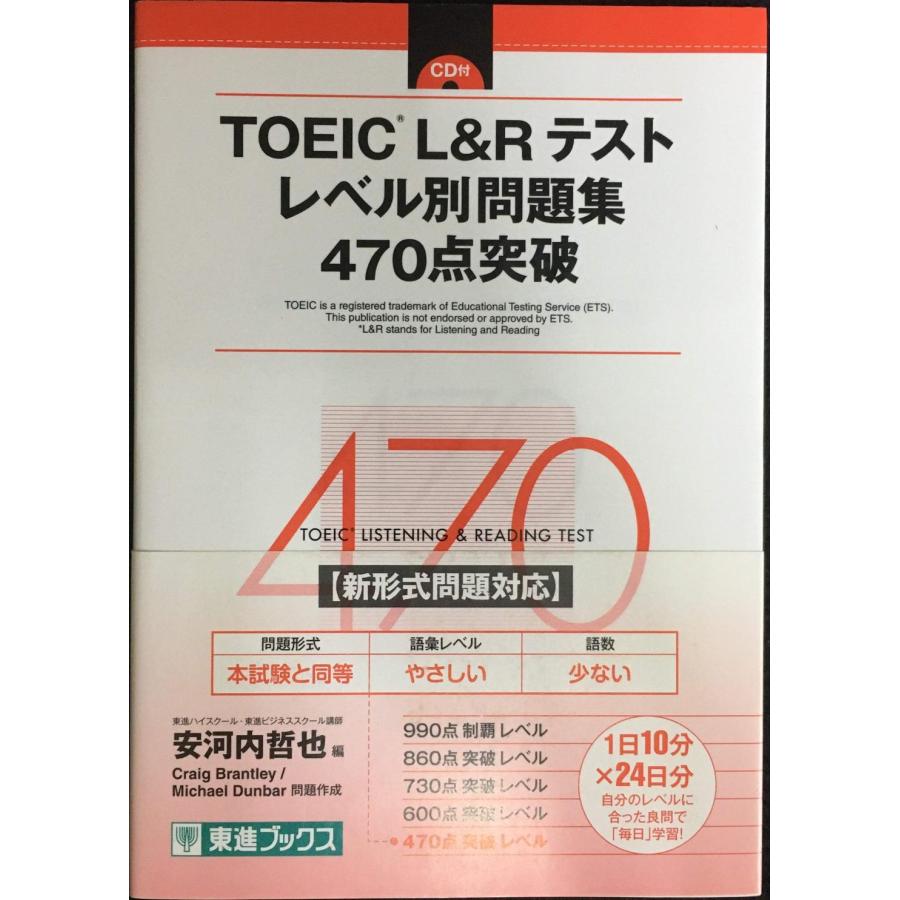 CD付
TOEIC® L&R テスト
レベル別問題集
470点突破
TOEIC is a registered trademark of Educational Testing Service (ETS).
This publication is not endorsed or approved by ETS.
*L&R stands for Listening and Reading
470
TOEIC® LISTENING & READING TEST
【新形式問題対応】
問題形式 語彙レベル 語数
本試験と同等 やさしい 少ない
東進ハイスクール・東進ビジネススクール講師
安河内哲也 編
Craig Brantley /
Michael Dunbar 問題作成
東進ブックス
990点 制覇 レベル
860点 突破 レベル
730点 突破 レベル
600点 突破 レベル
470点 突破 レベル
1日10分
×24日分
自分のレベルに
合った良問で
「毎日」学習!